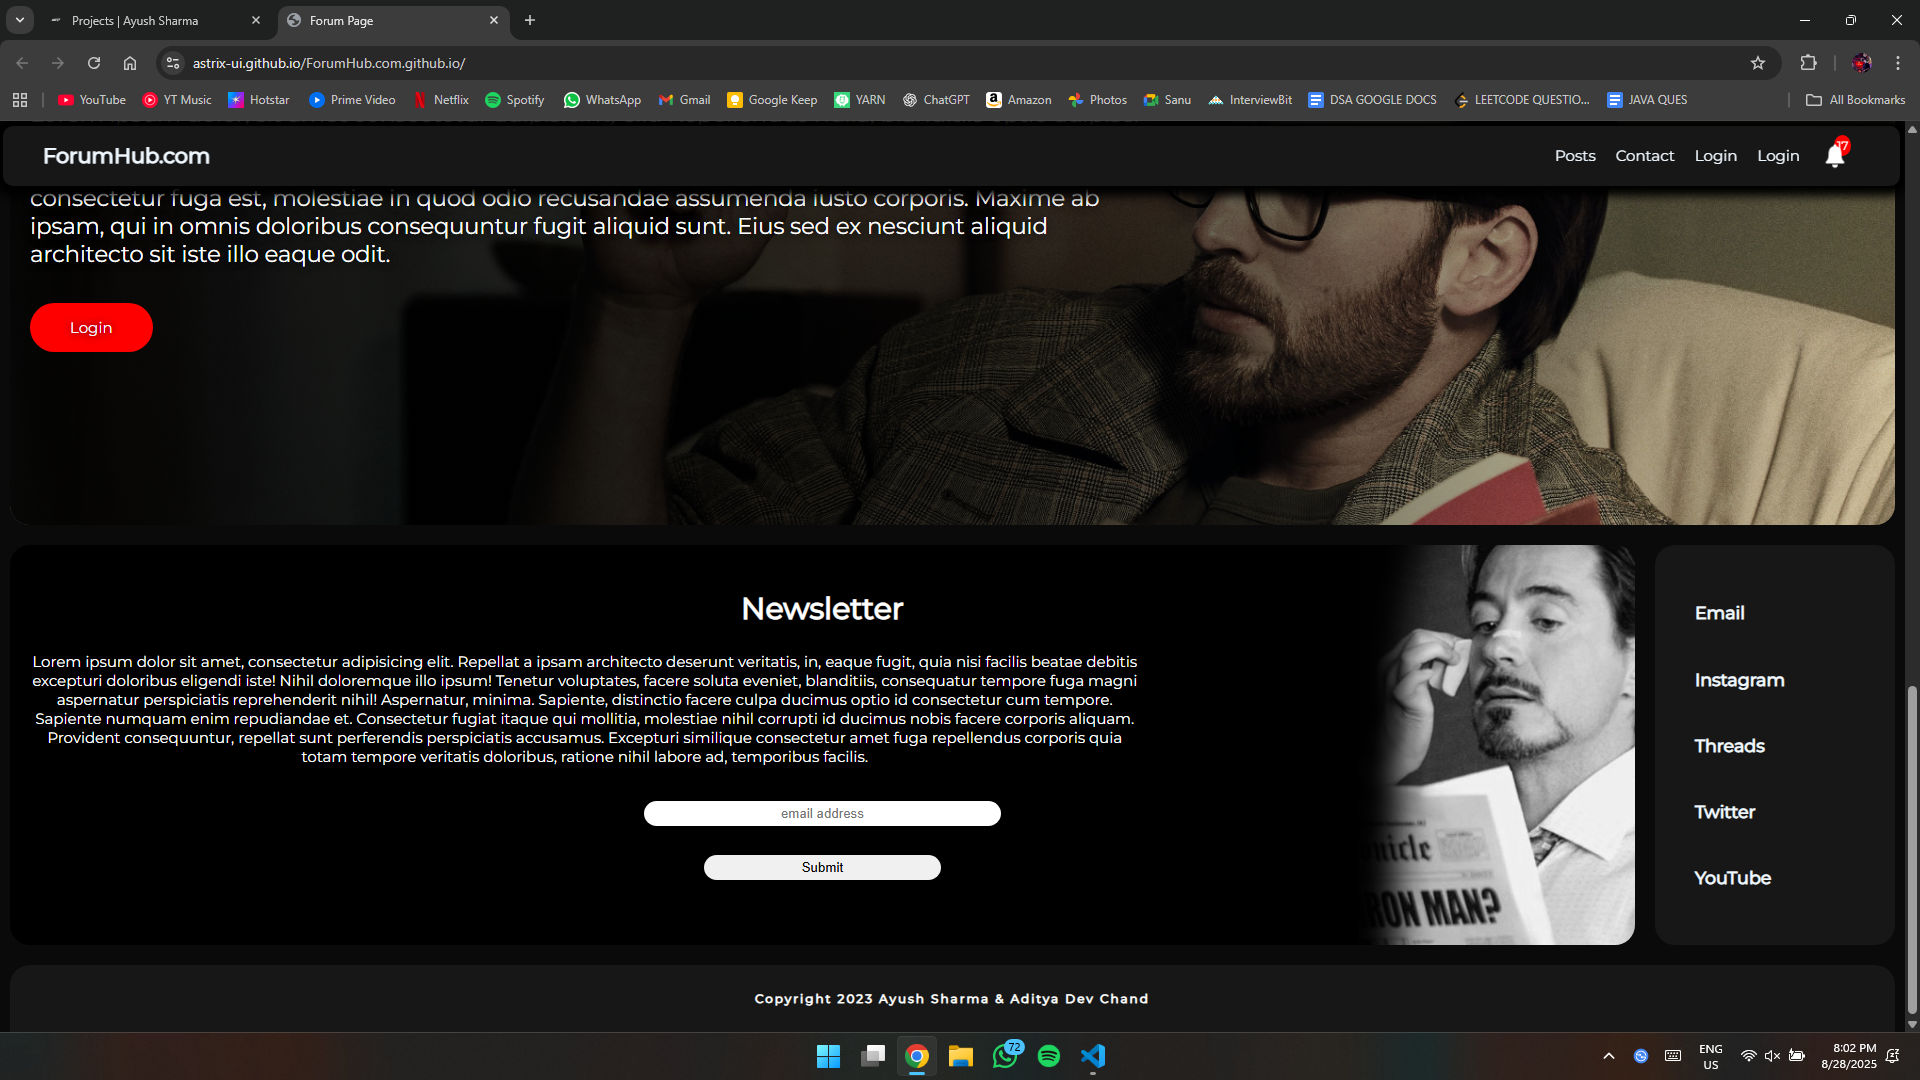 Projects | Ayush Sharma
Forum Page
astrix-ui.github.io/ForumHub.com.github.io/
YouTube
YT Music
Hotstar
Prime Video
Netflix
Spotify
WhatsApp
Gmail
Google Keep
YARN
ChatGPT
Amazon
Photos
Sanu
InterviewBit
DSA GOOGLE DOCS
LEETCODE QUESTIO...
JAVA QUES
All Bookmarks
ForumHub.com
Posts
Contact
Login
Login
17
consectetur fuga est, molestiae in quod odio recusandae assumenda iusto corporis. Maxime ab
ipsam, qui in omnis doloribus consequuntur fugit aliquid sunt. Eius sed ex nesciunt aliquid
architecto sit iste illo eaque odit.
Login
Newsletter
Lorem ipsum dolor sit amet, consectetur adipisicing elit. Repellat a ipsam architecto deserunt veritatis, in, eaque fugit, quia nisi facilis beatae debitis
excepturi doloribus eligendi iste! Nihil doloremque illo ipsum! Tenetur voluptates, facere soluta eveniet, blanditiis, consequatur tempore fuga magni
aspernatur perspiciatis reprehenderit nihil! Aspernatur, minima. Sapiente, distinctio facere culpa ducimus optio id consectetur cum tempore.
Sapiente numquam enim repudiandae et. Consectetur fugiat itaque qui mollitia, molestiae nihil corrupti id ducimus nobis facere corporis aliquam.
Provident consequuntur, repellat sunt perferendis perspiciatis accusamus. Excepturi similique consectetur amet fuga repellendus corporis quia
totam tempore veritatis doloribus, ratione nihil labore ad, temporibus facilis.
email address
Submit
nicle
RON MAN?
Email
Instagram
Threads
Twitter
YouTube
Copyright 2023 Ayush Sharma & Aditya Dev Chand
72
ENG
US
8:02 PM
8/28/2025